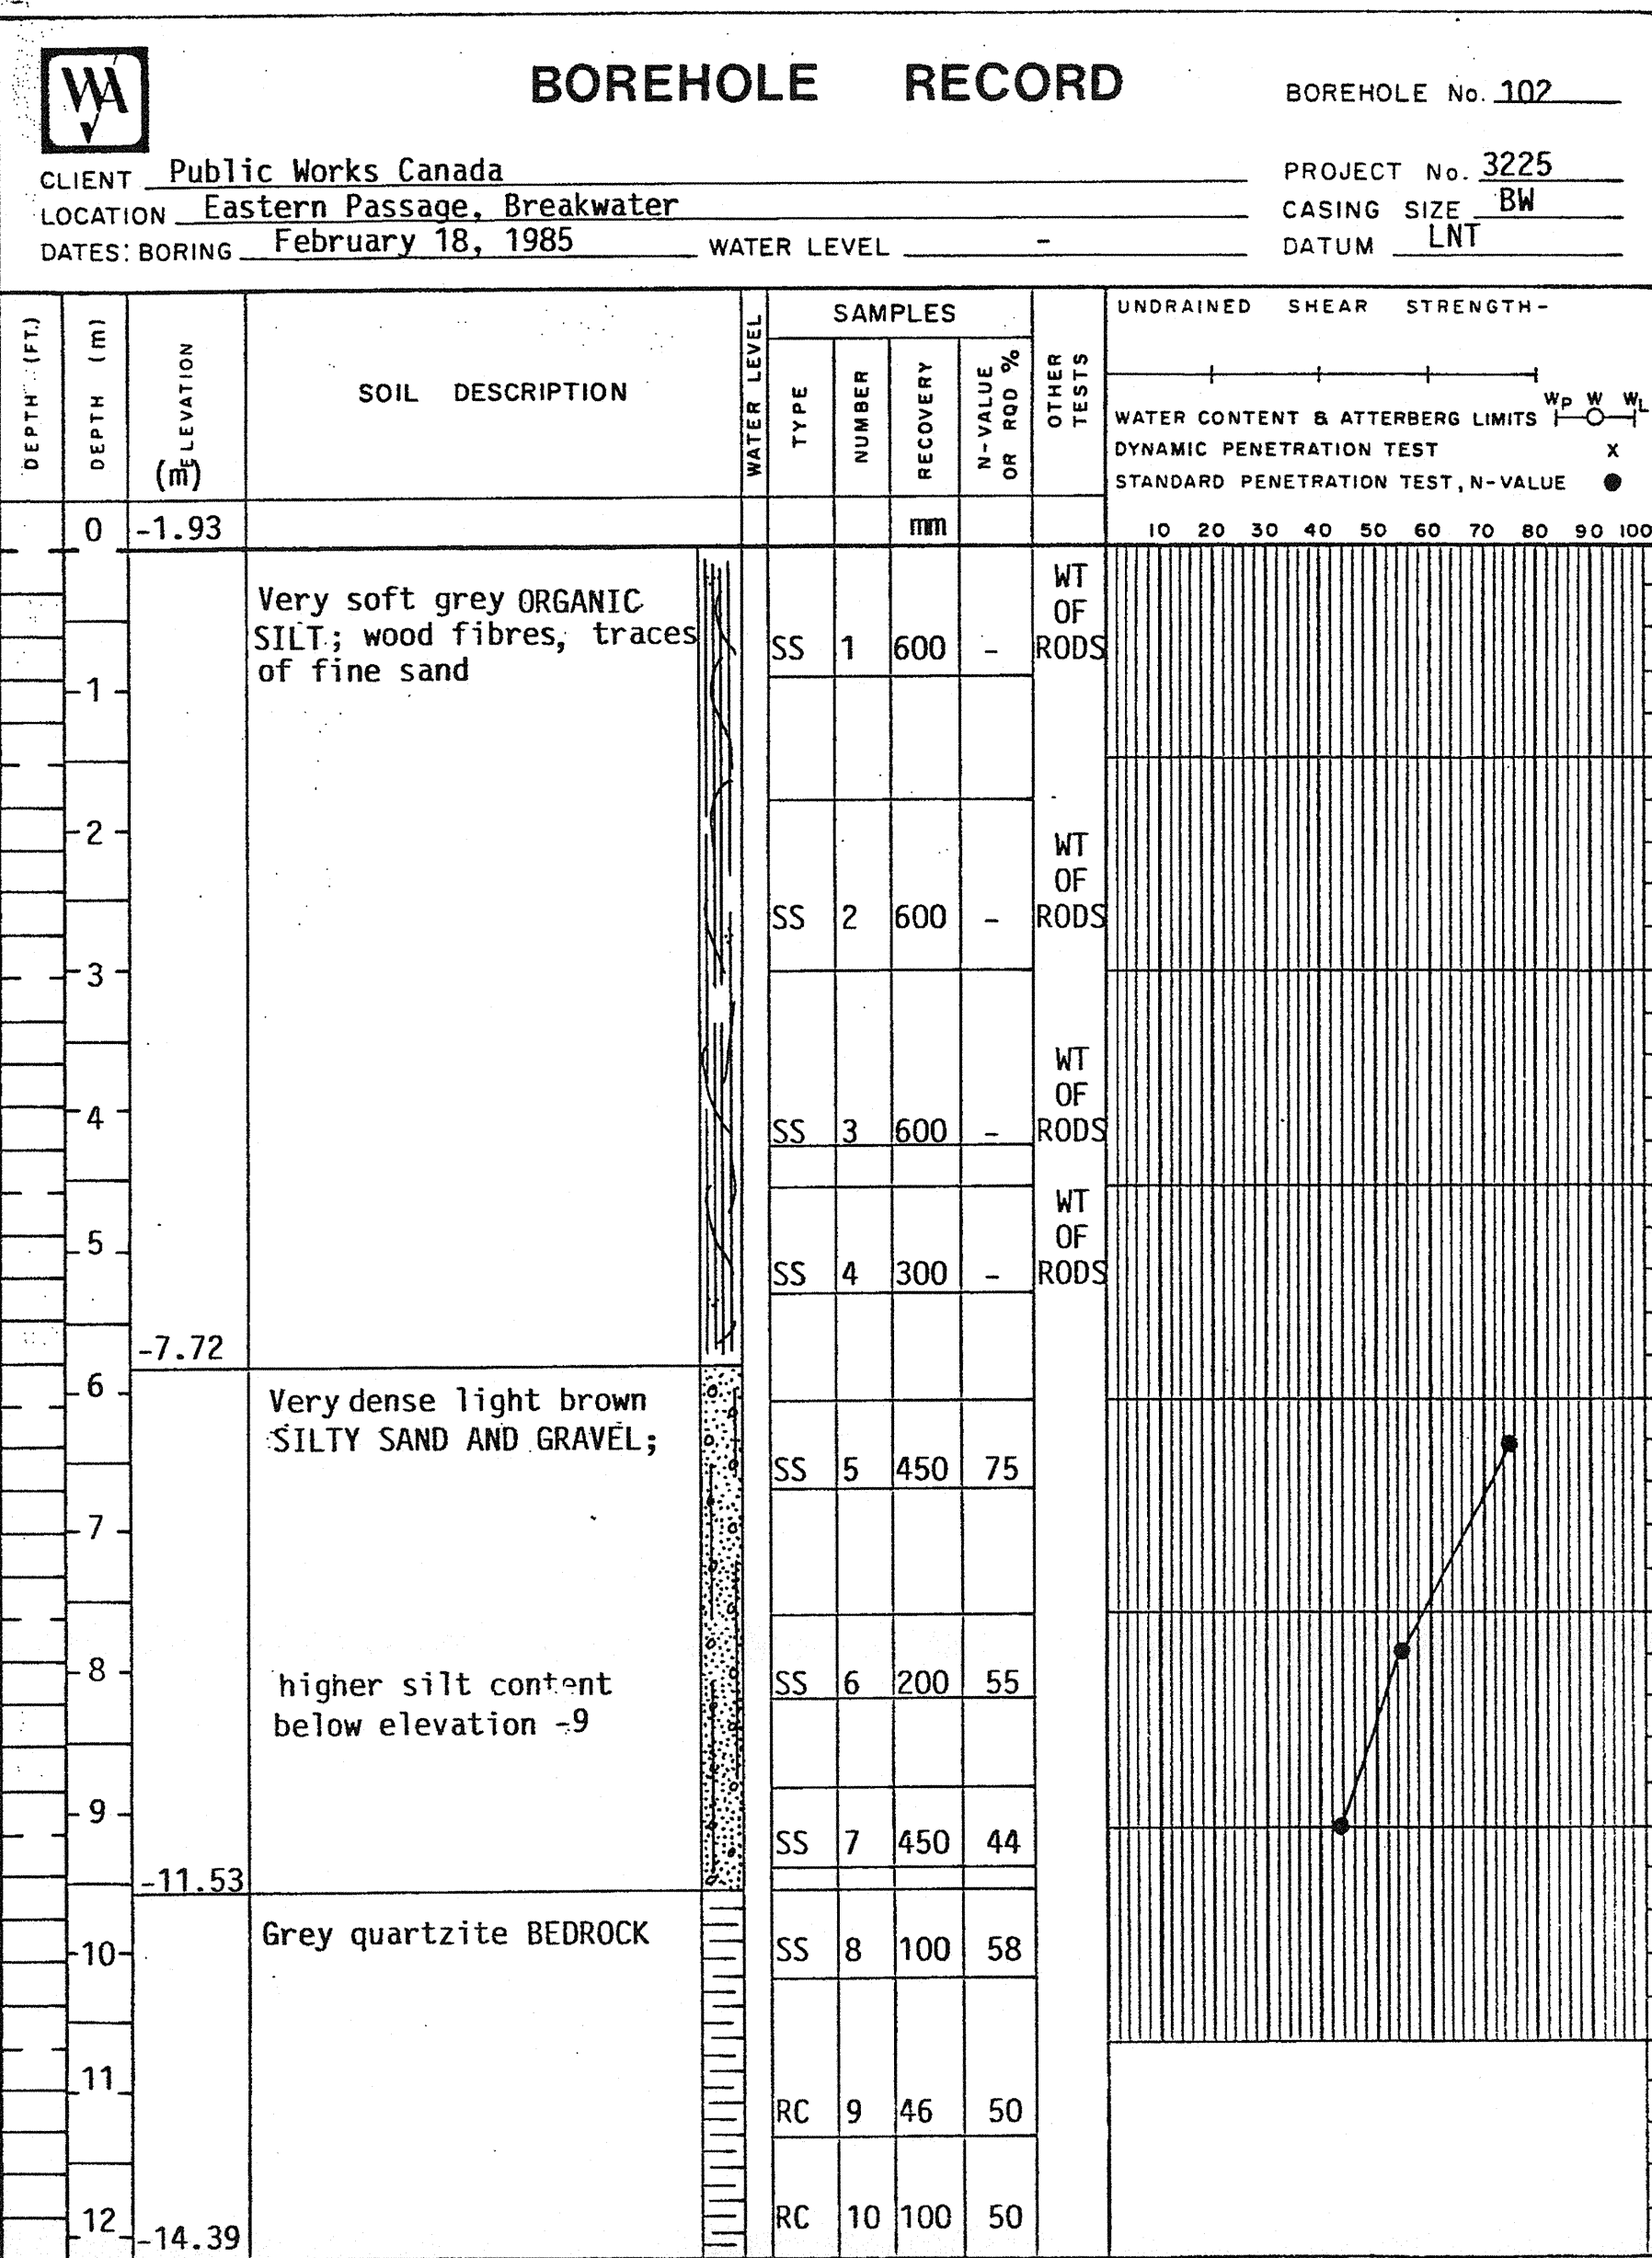 WA
BOREHOLE RECORD
BOREHOLE No. 102
CLIENT Public Works Canada
PROJECT No. 3225
LOCATION Eastern Passage, Breakwater
CASING SIZE BW
DATES: BORING February 18, 1985 WATER LEVEL -
DATUM LNT
DEPTH (FT.)
DEPTH (m)
ELEVATION
(m)
SOIL DESCRIPTION
WATER LEVEL
SAMPLES
TYPE
NUMBER
RECOVERY
N-VALUE
OR RQD %
OTHER
TESTS
UNDRAINED SHEAR STRENGTH-
WATER CONTENT & ATTERBERG LIMITS Wp W WL
DYNAMIC PENETRATION TEST x
STANDARD PENETRATION TEST, N-VALUE ●
0 -1.93 mm 10 20 30 40 50 60 70 80 90 100
Very soft grey ORGANIC
SILT; wood fibres, traces
of fine sand
WT
OF
SS 1 600 - RODS
1
2
WT
OF
SS 2 600 - RODS
3
WT
OF
4 SS 3 600 - RODS
WT
5 OF
SS 4 300 - RODS
-7.72
6 Very dense light brown
SILTY SAND AND GRAVEL;
SS 5 450 75
7
8 higher silt content SS 6 200 55
below elevation -9
9
SS 7 450 44
-11.53
Grey quartzite BEDROCK
10 SS 8 100 58
11
RC 9 46 50
12 RC 10 100 50
-14.39